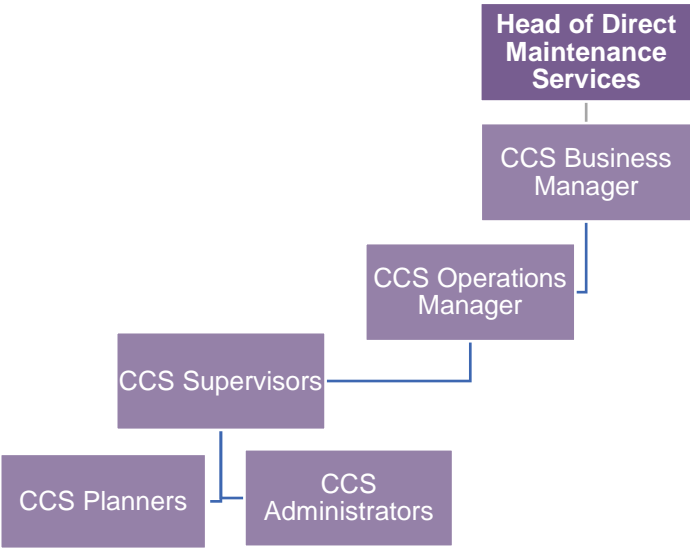 Head of Direct
Maintenance
Services
CCS Business
Manager
CCS Operations
Manager
CCS Supervisors
CCS Planners
CCS
Administrators